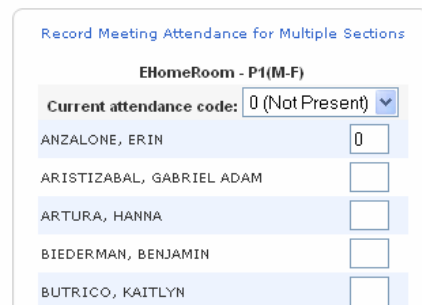 Record Meeting Attendance for Multiple Sections
EHomeRoom - P1(M-F)
Current attendance code: 0 (Not Present)
ANZALONE, ERIN 0
ARISTIZABAL, GABRIEL ADAM
ARTURA, HANNA
BIEDERMAN, BENJAMIN
BUTRICO, KAITLYN